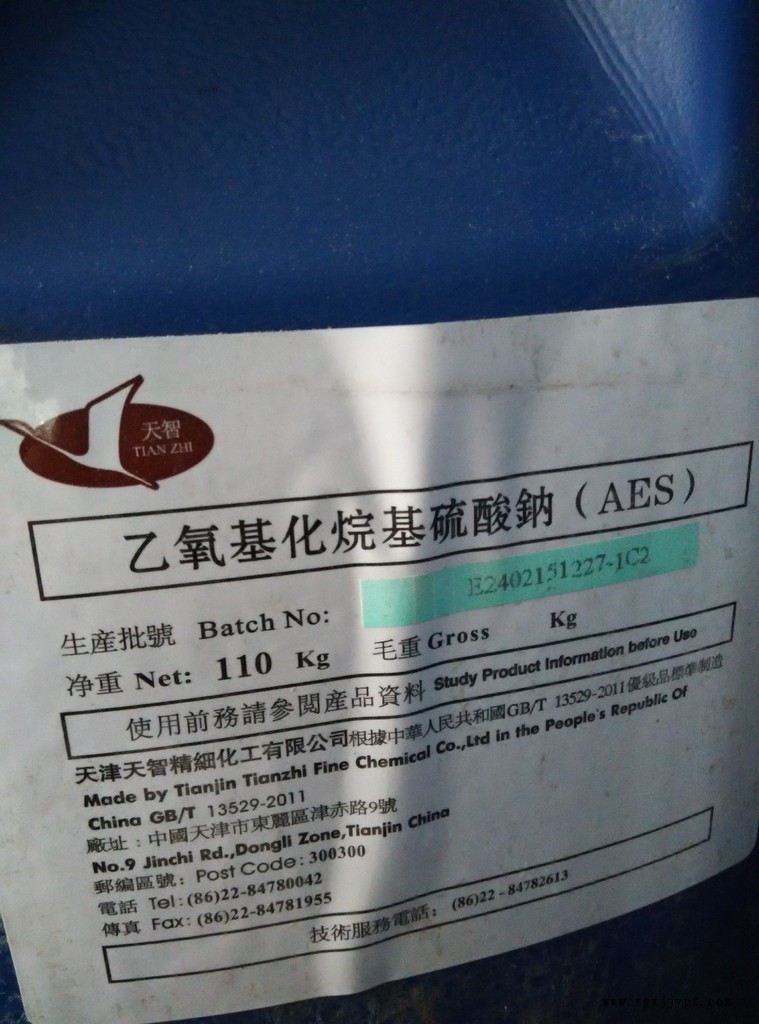 天智
TIAN ZHI
乙氧基化烷基硫酸鈉（AES）
生産批號 Batch No: E2402151227-1C2
净重 Net: 110 Kg 毛重 Gross Kg
使用前務請參閲産品資料 Study Product Information before Use
天津天智精細化工有限公司根據中華人民共和國GB/T 13529-2011優級品標準制造
Made by Tianjin Tianzhi Fine Chemical Co.,Ltd in the People's Republic Of
China GB/T 13529-2011
廠址：中國天津市東麗區津赤路9號
No.9 Jinchi Rd.,Dongli Zone,Tianjin China
郵編區號：Post Code: 300300
電話 Tel:(86)22-84780042
傳真 Fax:(86)22-84781955
技術服務電話：(86)22-84782613